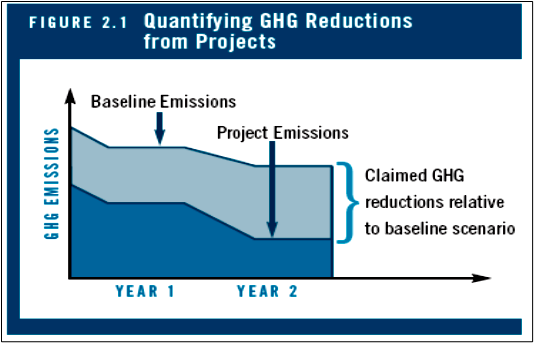 FIGURE 2.1 Quantifying GHG Reductions
from Projects
Baseline Emissions
Project Emissions
GHG EMISSIONS
Claimed GHG
reductions relative
to baseline scenario
YEAR 1 YEAR 2